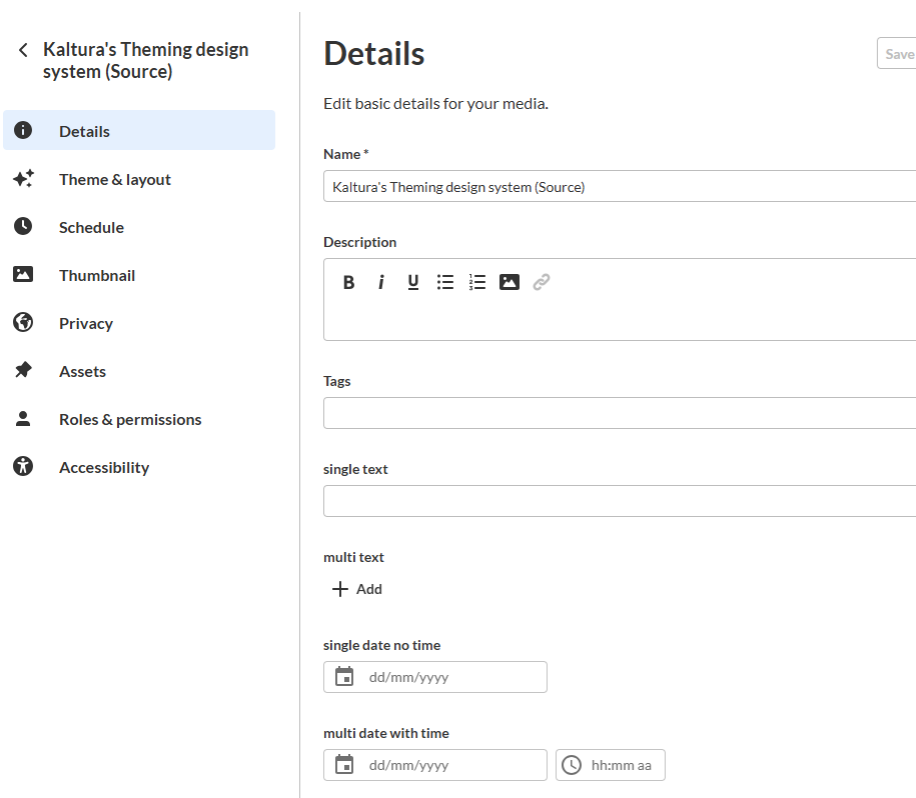 Kaltura's Theming design
system (Source)
Details
Theme & layout
Schedule
Thumbnail
Privacy
Assets
Roles & permissions
Accessibility
Details
Save
Edit basic details for your media.
Name *
Kaltura's Theming design system (Source)
Description
B i U
Tags
single text
multi text
Add
single date no time
dd/mm/yyyy
multi date with time
dd/mm/yyyy hh:mm aa